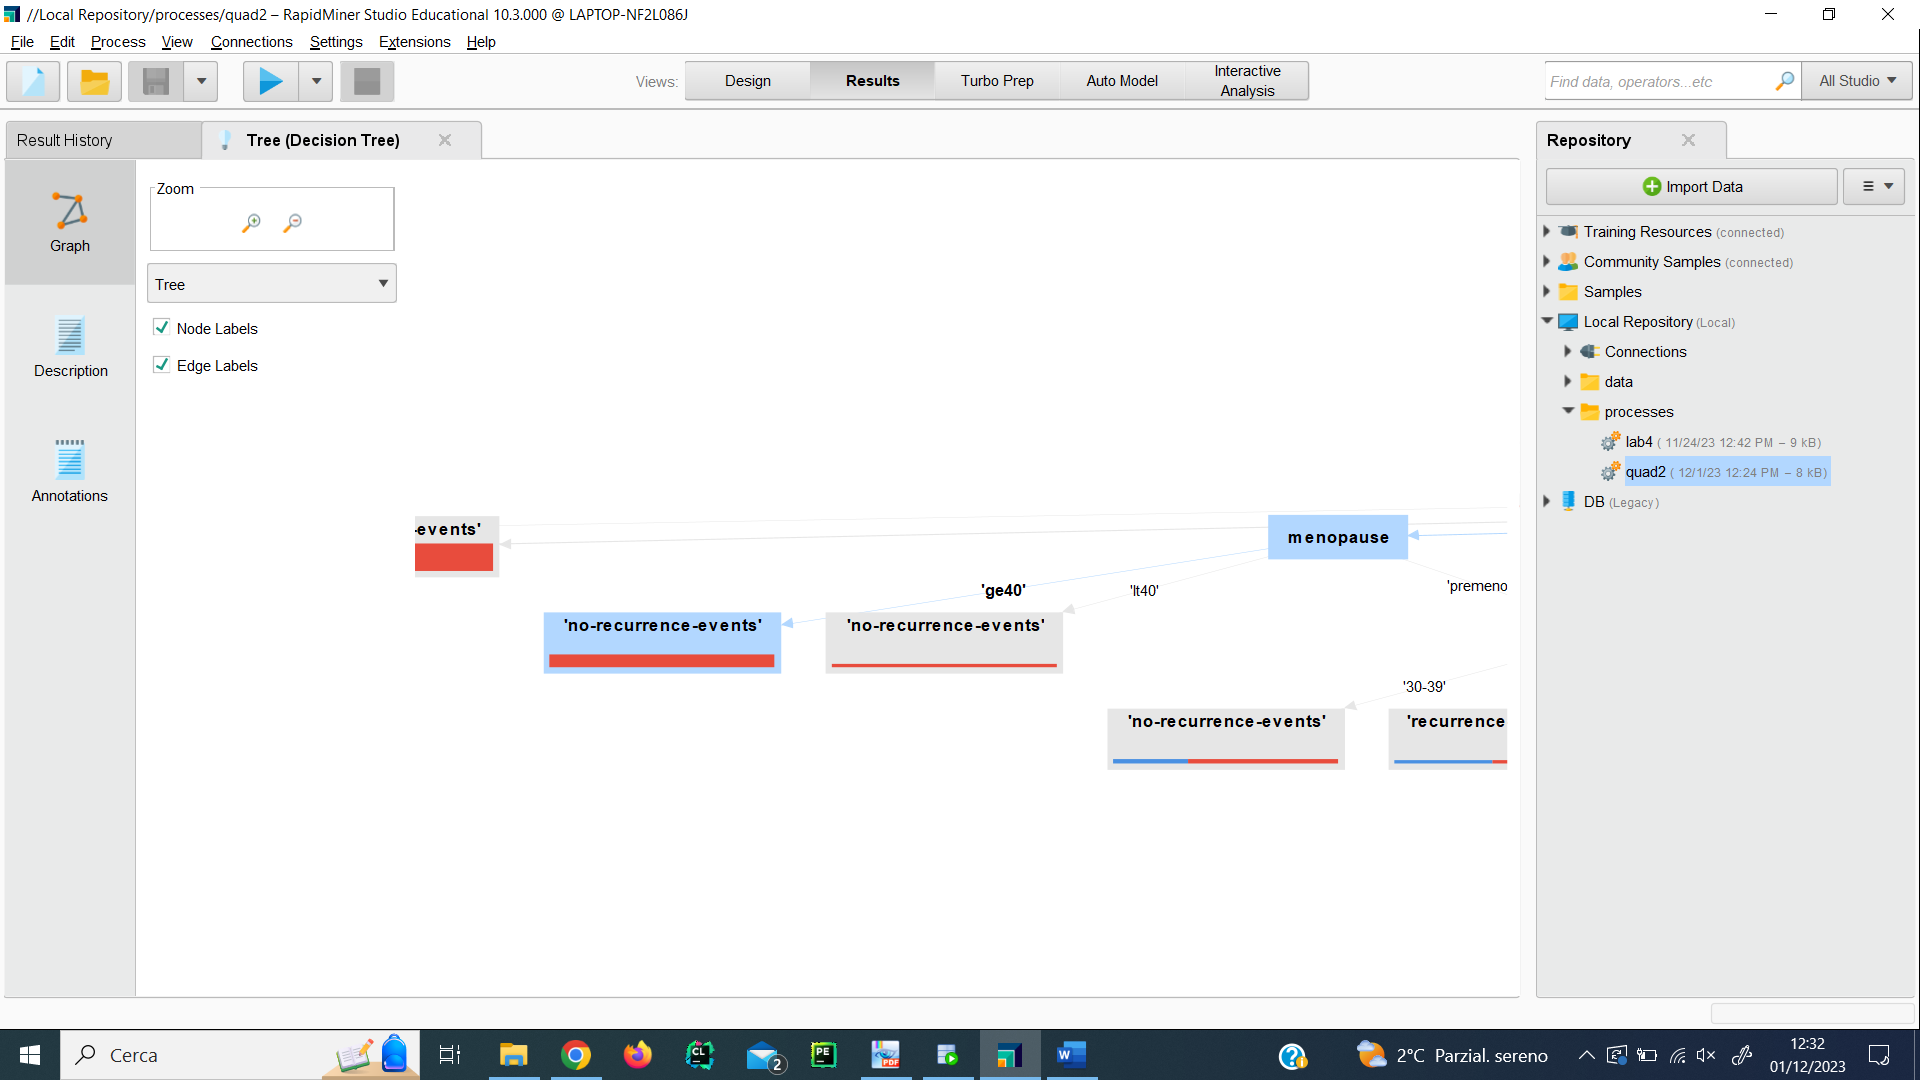 //Local Repository/processes/quad2 – RapidMiner Studio Educational 10.3.000 @ LAPTOP-NF2L086J
File Edit Process View Connections Settings Extensions Help
Views: Design Results Turbo Prep Auto Model Interactive Analysis
Find data, operators...etc
All Studio
Result History
Tree (Decision Tree)
Repository
Zoom
Import Data
Graph
Tree
Node Labels
Edge Labels
Description
Annotations
Training Resources (connected)
Community Samples (connected)
Samples
Local Repository (Local)
Connections
data
processes
lab4 ( 11/24/23 12:42 PM – 9 kB)
quad2 ( 12/1/23 12:24 PM – 8 kB)
DB (Legacy)
-events'
menopause
'ge40'
'lt40'
'premeno
'no-recurrence-events'
'no-recurrence-events'
'30-39'
'no-recurrence-events'
'recurrence
Cerca
CL
2
PE
PDF
W
2°C Parzial. sereno
12:32
01/12/2023